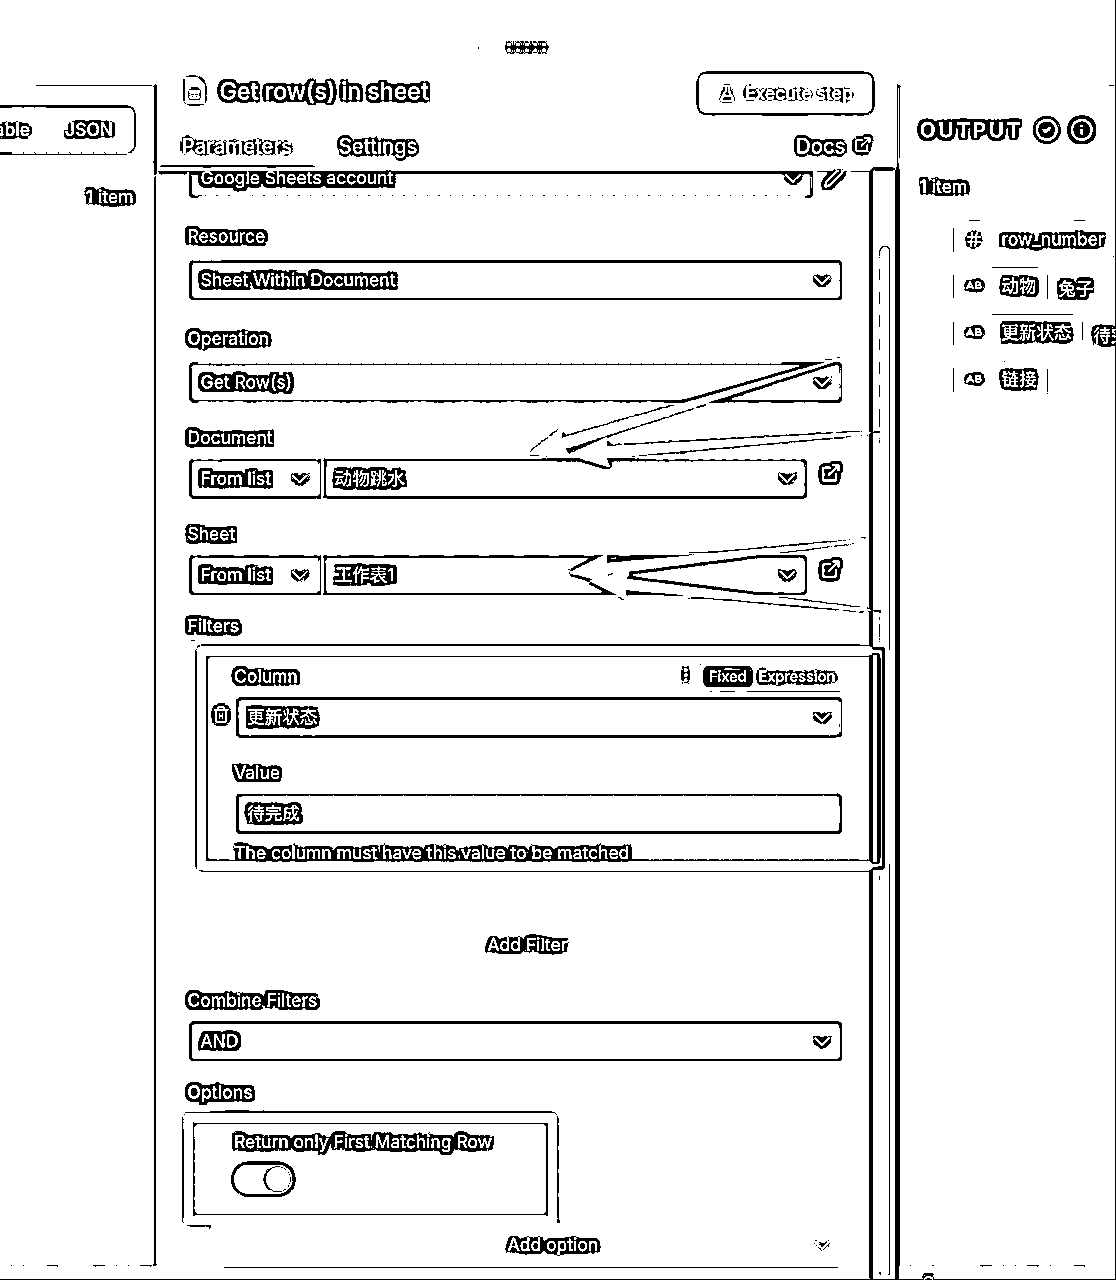 Get row(s) in sheet
Execute step
Parameters
Settings
Docs
Google Sheets account
Resource
Sheet Within Document
Operation
Get Row(s)
Document
From list
动物跳水
Sheet
From list
工作表1
Filters
Column
Fixed
Expression
更新状态
Value
待完成
The column must have this value to be matched
Add Filter
Combine Filters
AND
Options
Return only First Matching Row
Add option
JSON
1 item
OUTPUT
1 item
row_number
动物
兔子
更新状态
待
链接